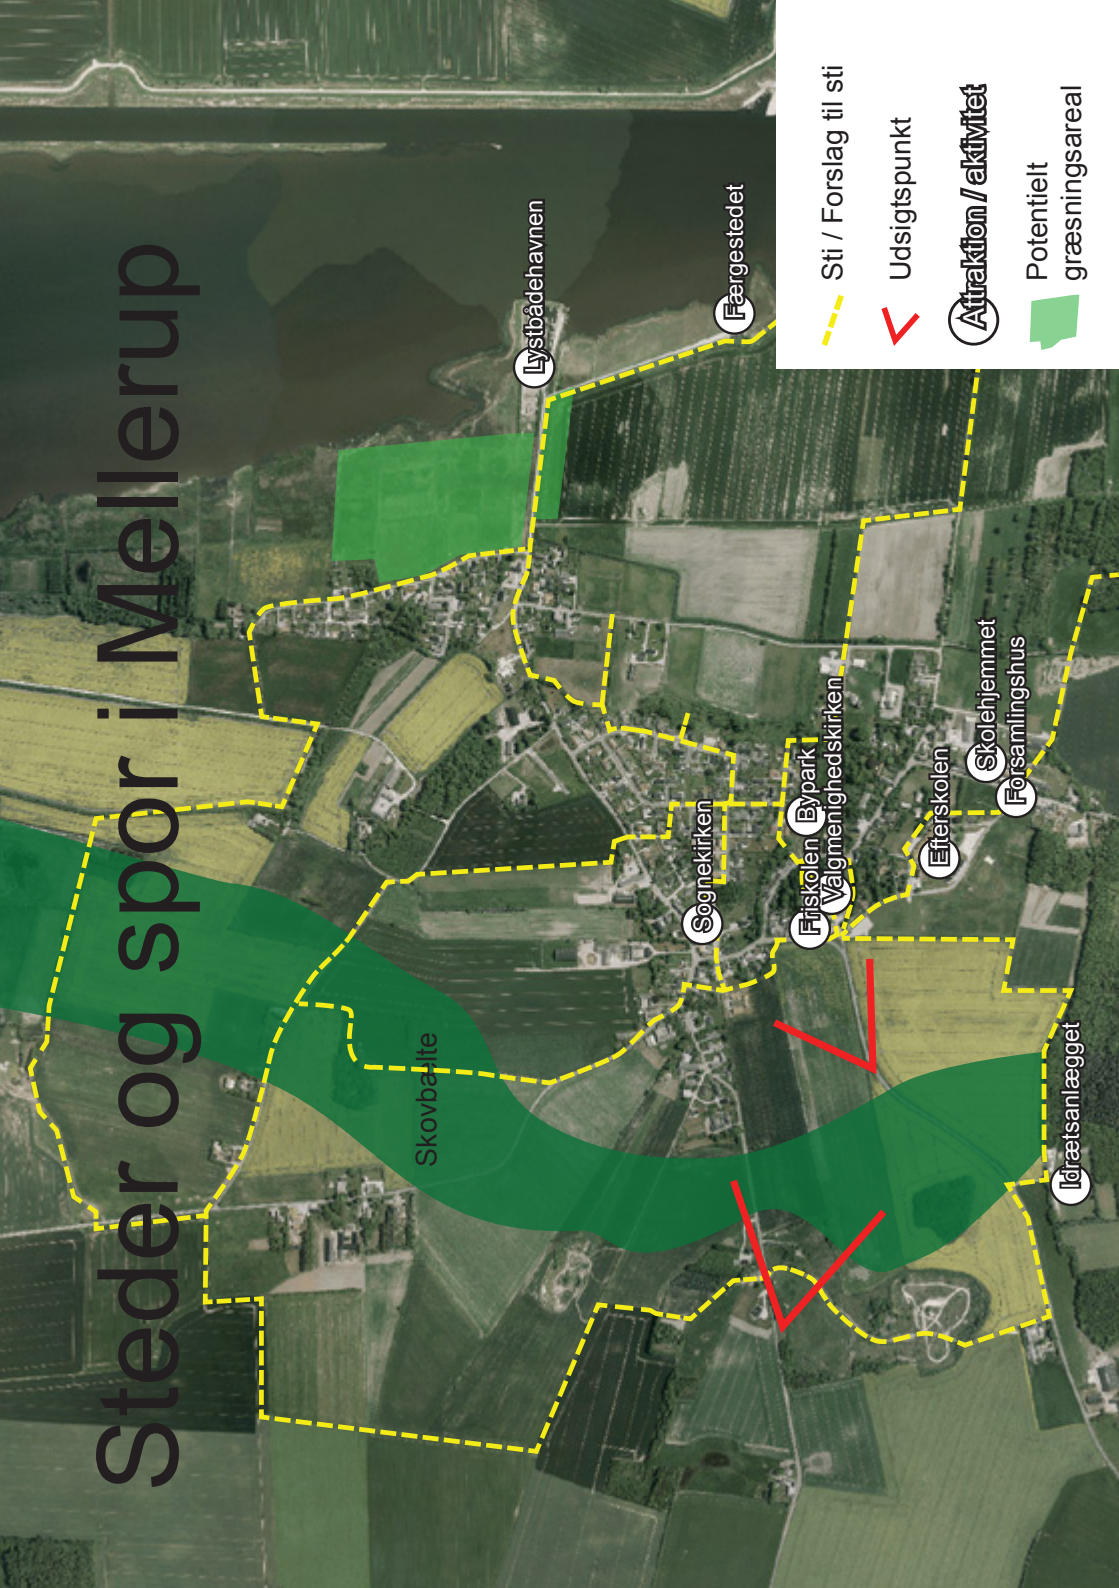 Steder og spor i Mellerup
Lystbådehavnen
Færgestedet
Skovbælte
Sognekirken
Bypark
Friskolen
Valgmenighedskirken
Efterskolen
Skolehjemmet
Forsamlingshus
Idrætsanlægget
Sti / Forslag til sti
Udsigtspunkt
Attraktion / aktivitet
Potentielt
græsningsareal